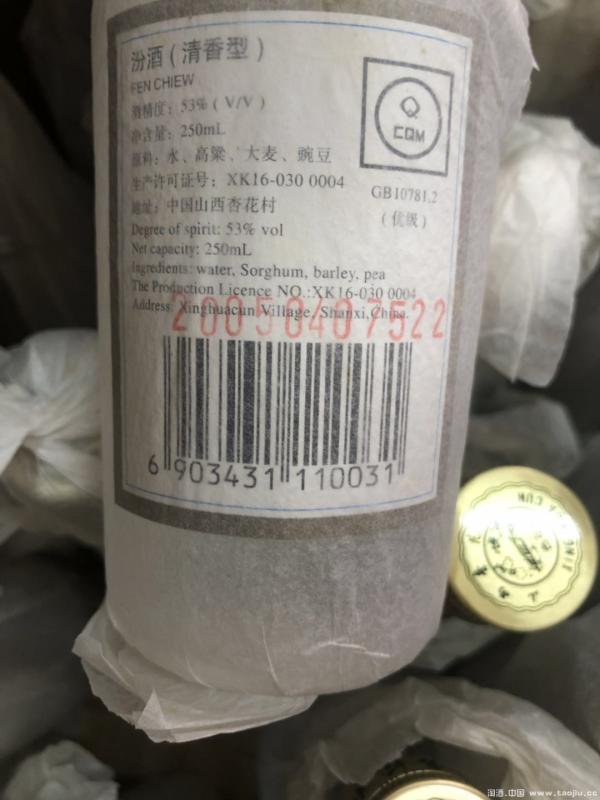 汾酒(清香型)
FEN CHIEW
酒精度：53%（V/V）
净含量：250mL
原料：水、高粱、大麦、豌豆
生产许可证号：XK16-030 0004
地址：中国山西杏花村
Degree of spirit: 53% vol
Net capacity: 250mL
Ingredients: water, Sorghum, barley, pea
The Production Licence NO.:XK16-030 0004
Address: Xinghuacun Village, Shanxi,China.
Q
CQM
GB10781.2
（优级）
20050407522
6 903431 110031
CUN
淘酒.中国 www.taojiu.cc